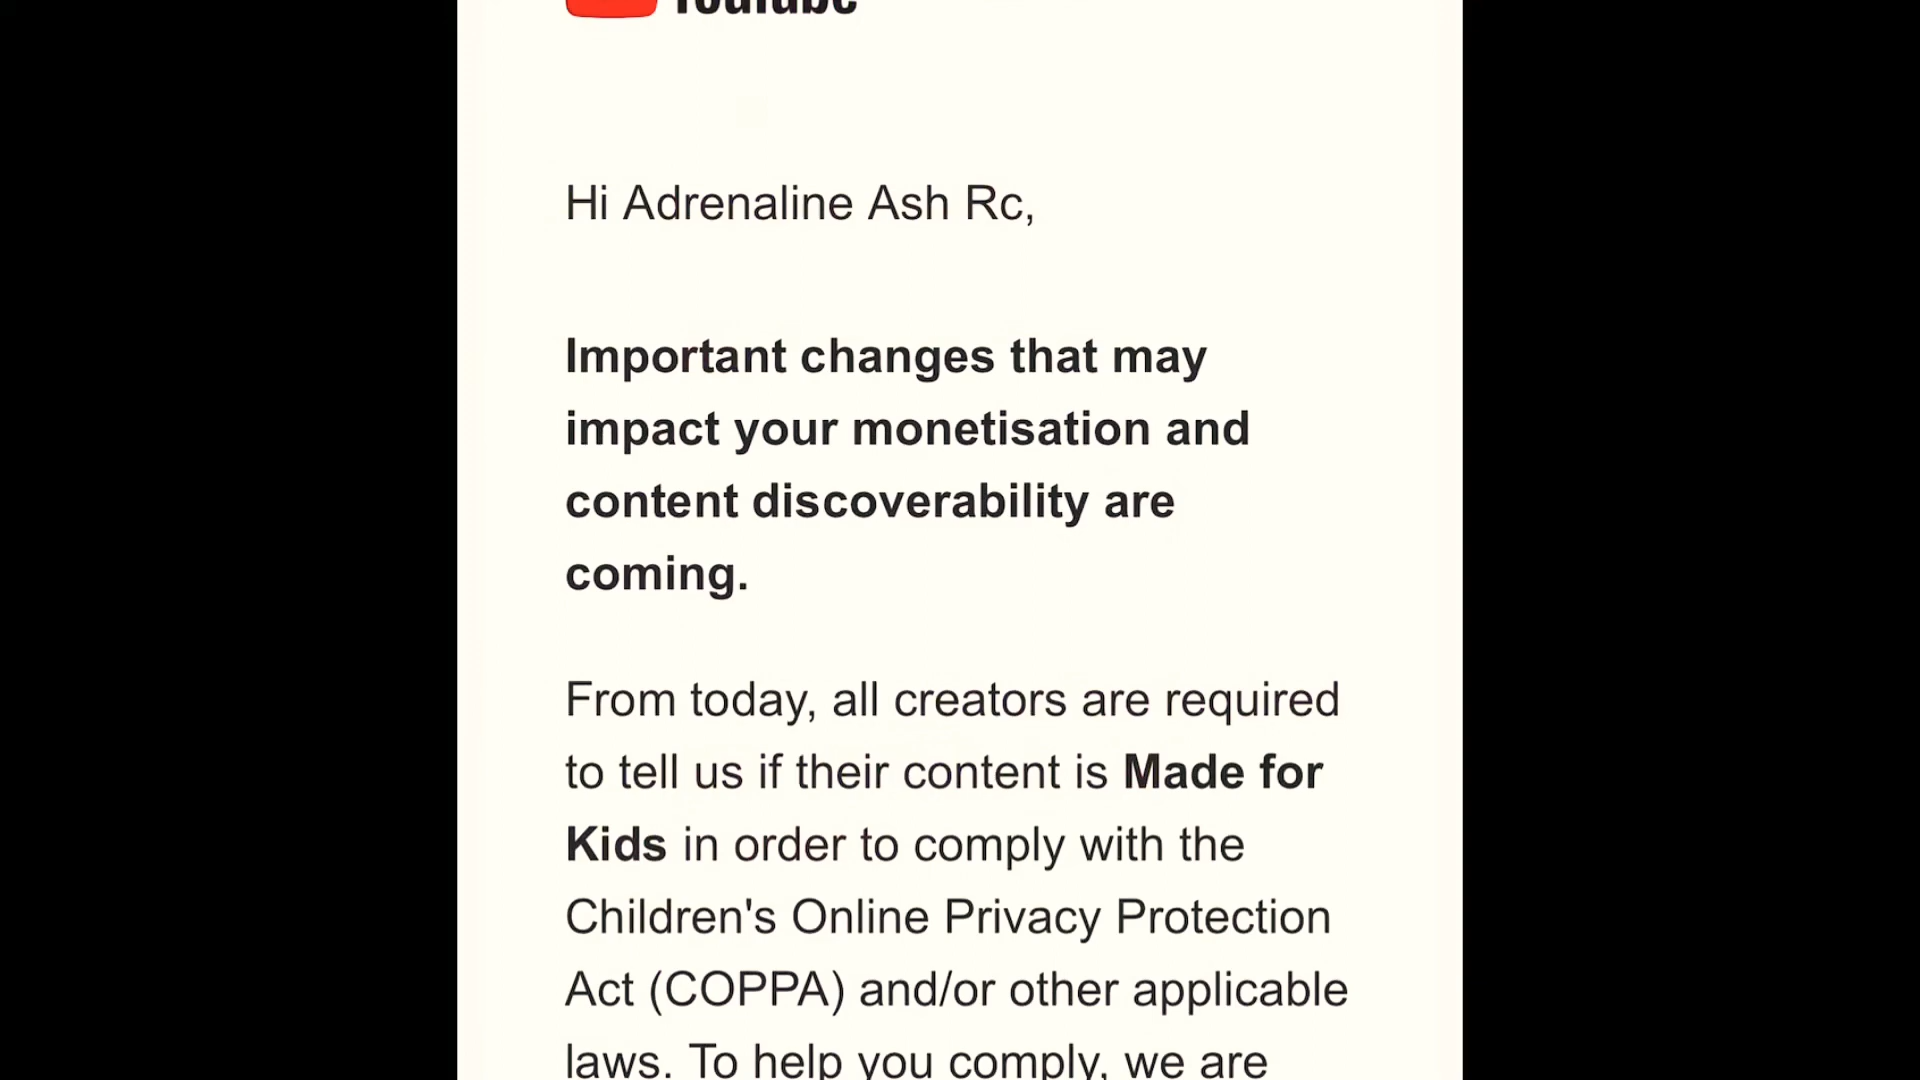 YouTube
Hi Adrenaline Ash Rc,
Important changes that may
impact your monetisation and
content discoverability are
coming.
From today, all creators are required
to tell us if their content is Made for
Kids in order to comply with the
Children's Online Privacy Protection
Act (COPPA) and/or other applicable
laws. To help you comply, we are